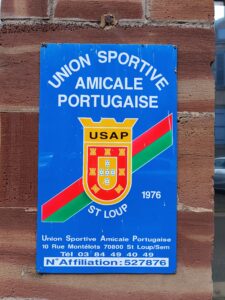 UNION SPORTIVE
AMICALE
PORTUGAISE
USAP
1976
ST LOUP
Union Sportive Amicale Portugaise
10 Rue Montélots 70800 St Loup/Sem
Tél 03 84 49 40 49
N° Affiliation : 527876